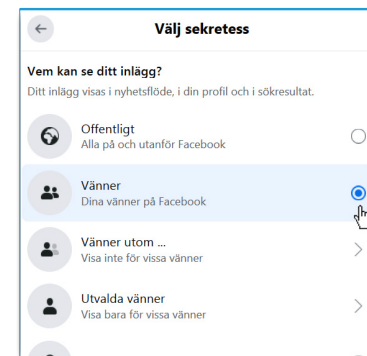 Välj sekretess
Vem kan se ditt inlägg?
Ditt inlägg visas i nyhetsflöde, i din profil och i sökresultat.
Offentligt
Alla på och utanför Facebook
Vänner
Dina vänner på Facebook
Vänner utom ...
Visa inte för vissa vänner
Utvalda vänner
Visa bara för vissa vänner